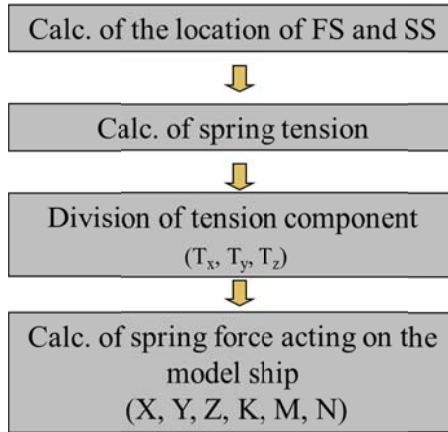 Calc. of the location of FS and SS
Calc. of spring tension
Division of tension component
(Tx, Ty, Tz)
Calc. of spring force acting on the
model ship
(X, Y, Z, K, M, N)